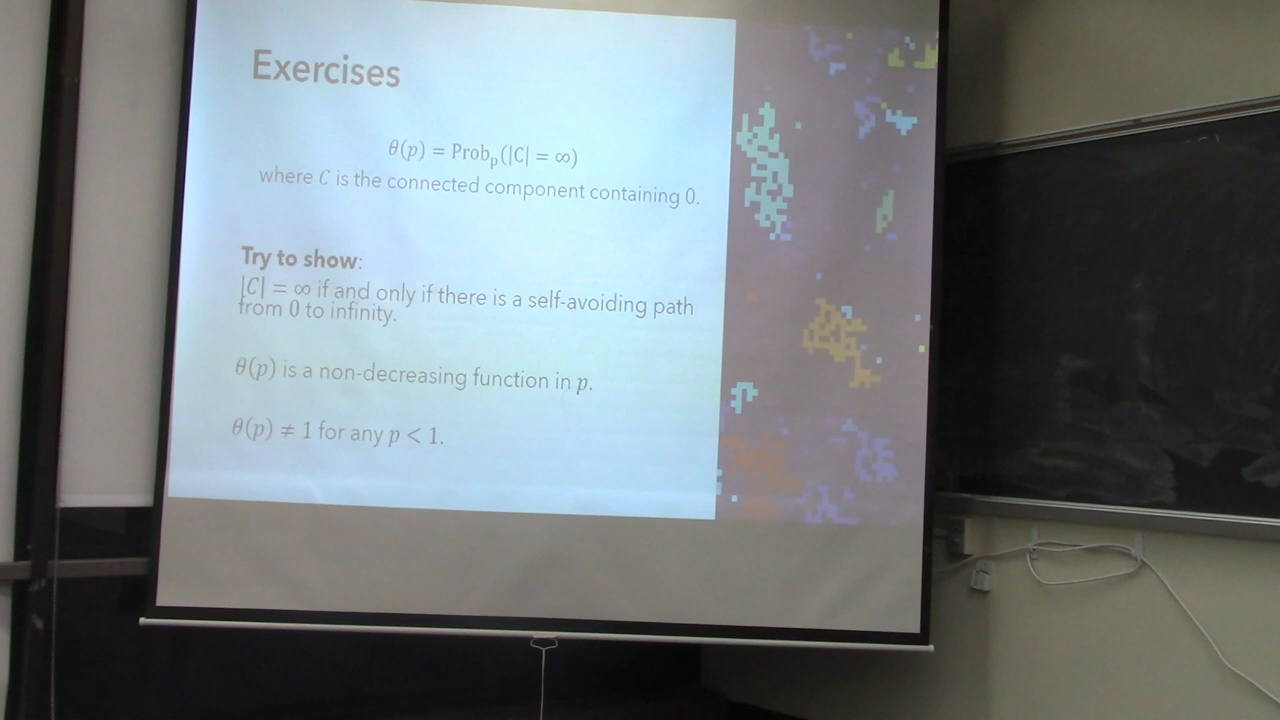 Exercises
θ(p) = Prob_p(|C| = ∞)
where C is the connected component containing 0.
Try to show:
|C| = ∞ if and only if there is a self-avoiding path
from 0 to infinity.
θ(p) is a non-decreasing function in p.
θ(p) ≠ 1 for any p < 1.